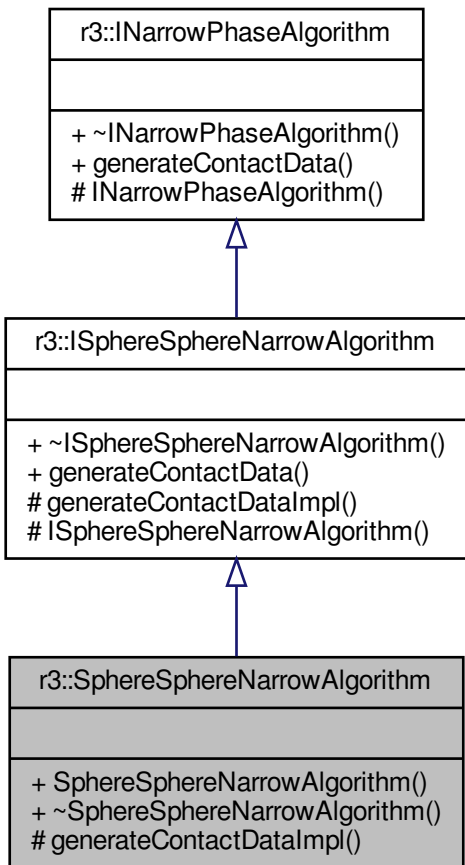 r3::INarrowPhaseAlgorithm
+ ~INarrowPhaseAlgorithm()
+ generateContactData()
# INarrowPhaseAlgorithm()
r3::ISphereSphereNarrowAlgorithm
+ ~ISphereSphereNarrowAlgorithm()
+ generateContactData()
# generateContactDataImpl()
# ISphereSphereNarrowAlgorithm()
r3::SphereSphereNarrowAlgorithm
+ SphereSphereNarrowAlgorithm()
+ ~SphereSphereNarrowAlgorithm()
# generateContactDataImpl()